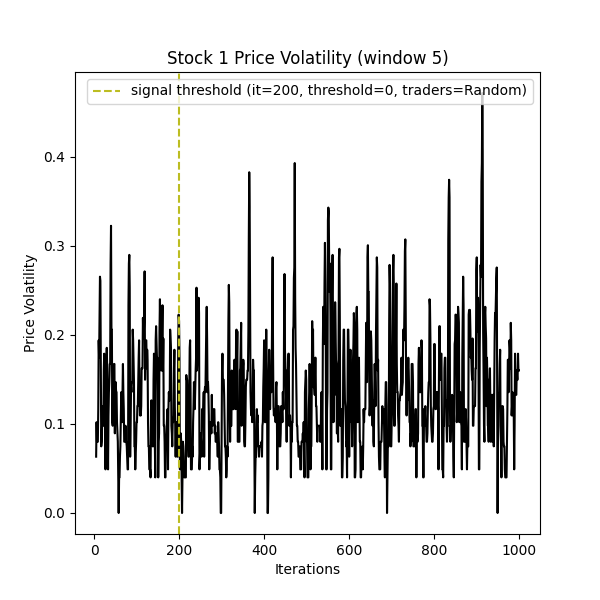 Stock 1 Price Volatility (window 5)
signal threshold (it=200, threshold=0, traders=Random)
Price Volatility
0.4
0.3
0.2
0.1
0.0
0 200 400 600 800 1000
Iterations